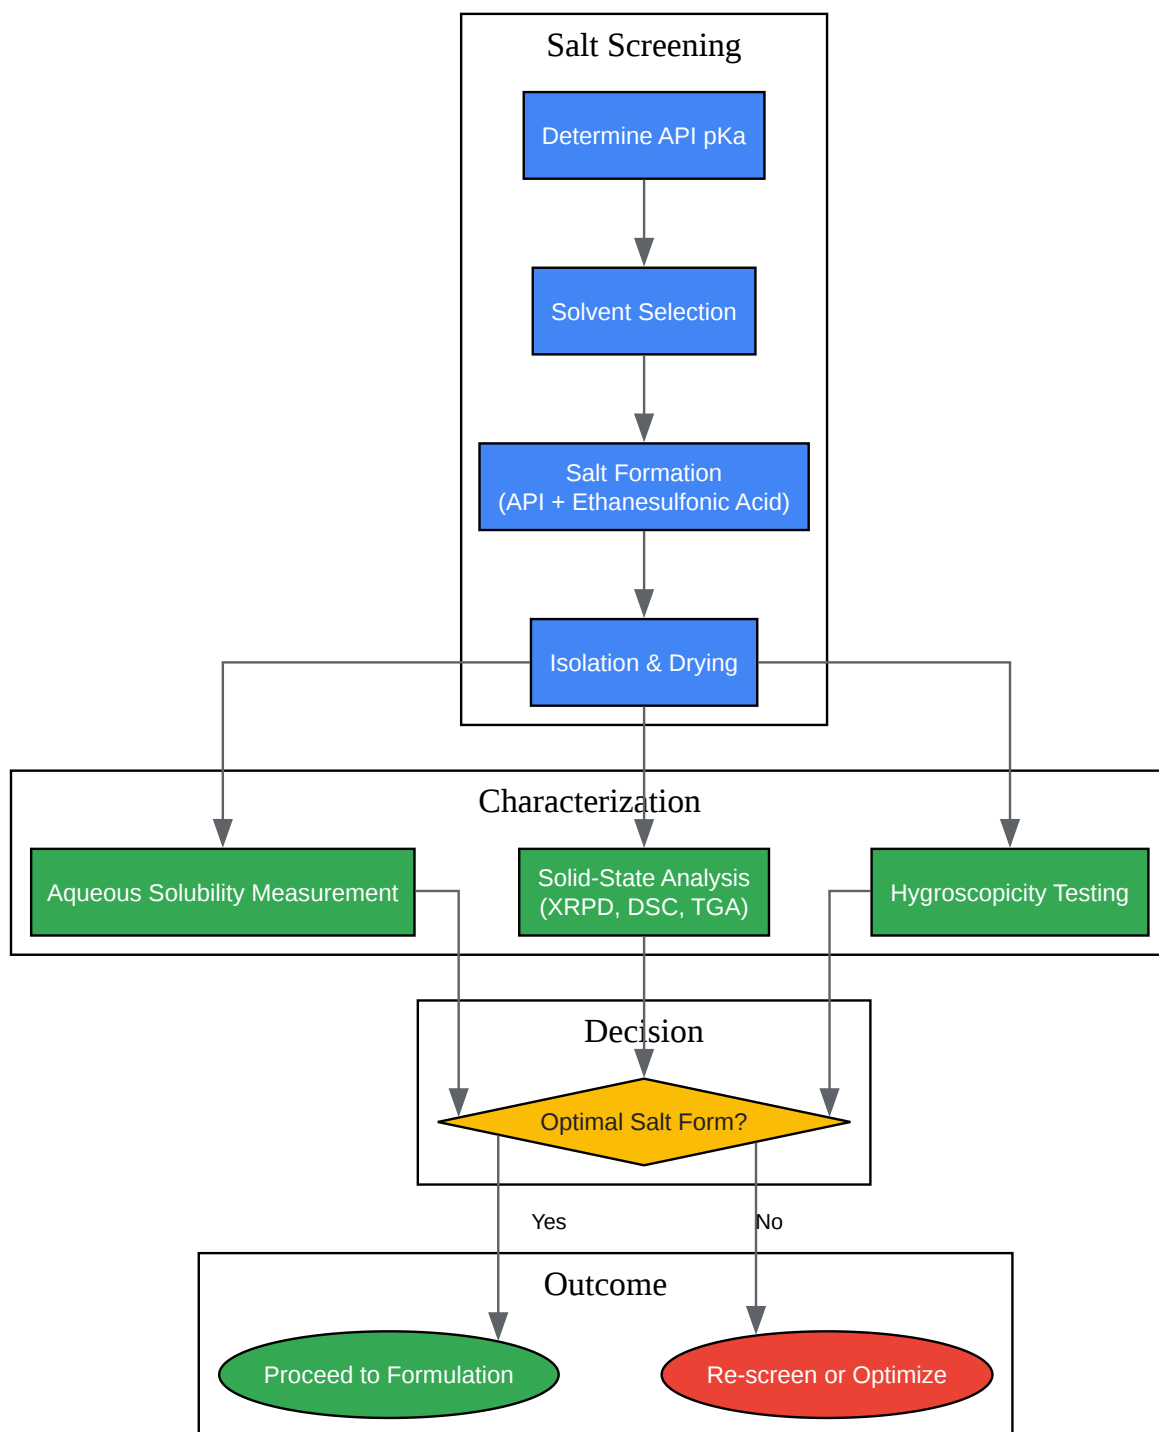 Salt Screening
Determine API pKa
Solvent Selection
Salt Formation
(API + Ethanesulfonic Acid)
Isolation & Drying
Characterization
Aqueous Solubility Measurement
Solid-State Analysis
(XRPD, DSC, TGA)
Hygroscopicity Testing
Decision
Optimal Salt Form?
Yes
No
Outcome
Proceed to Formulation
Re-screen or Optimize